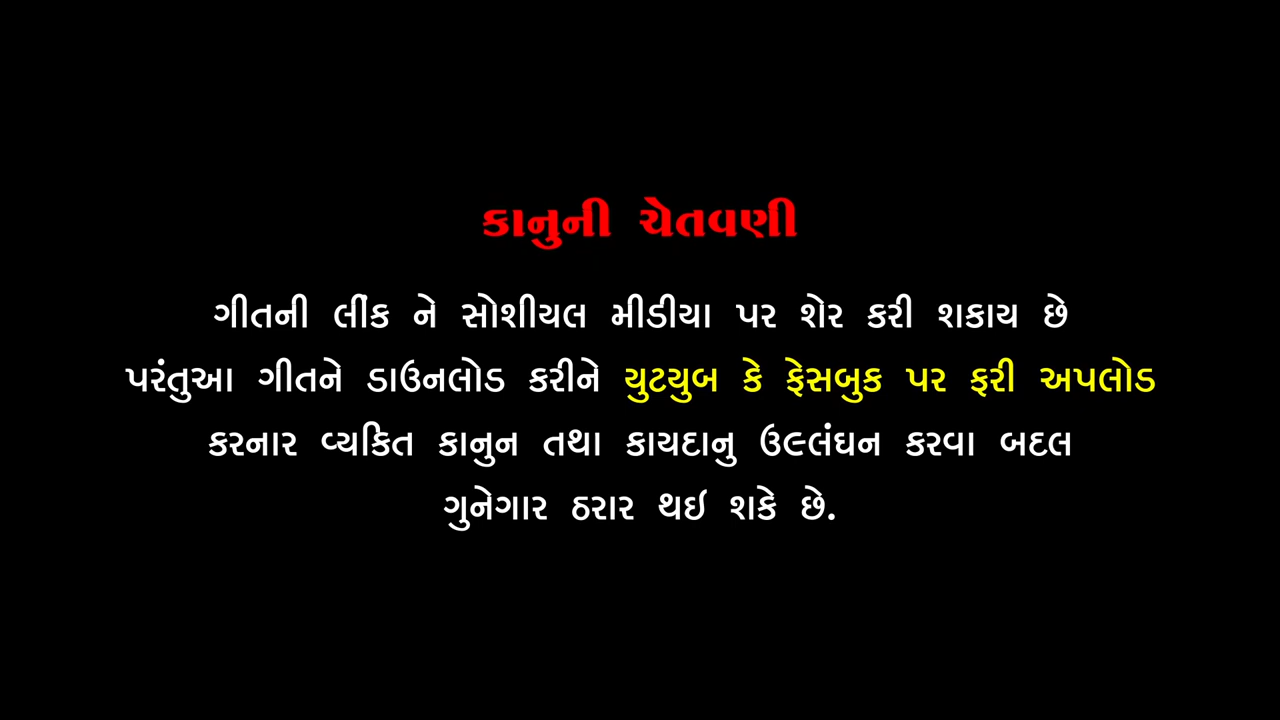 કાનુની ચેતવણી
ગીતની લીંક ને સોશીયલ મીડીયા પર શેર કરી શકાય છે
પરંતુઆ ગીતને ડાઉનલોડ કરીને યુટયુબ કે ફેસબુક પર ફરી અપલોડ
કરનાર વ્યકિત કાનુન તથા કાયદાનુ ઉલ્લંઘન કરવા બદલ
ગુનેગાર ઠરાર થઇ શકે છે.